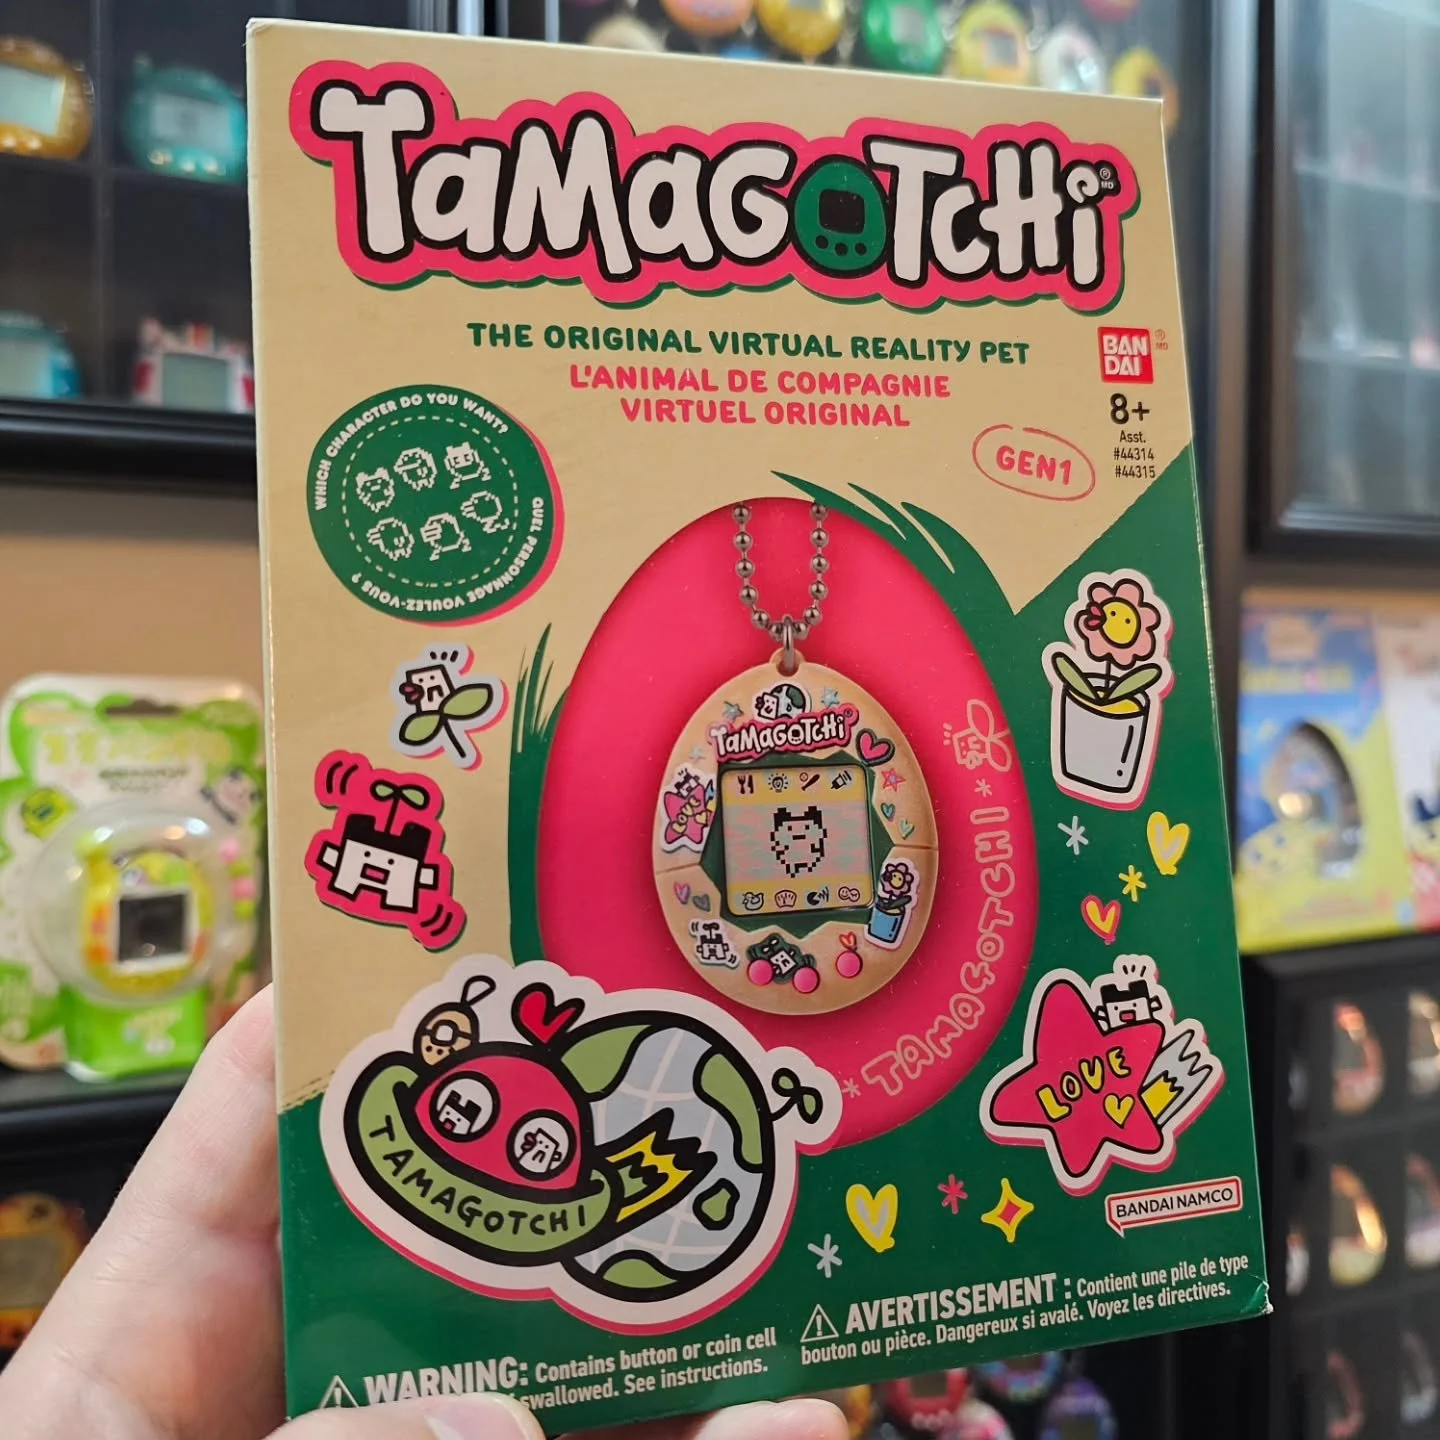 TAMAGOTCHI
® MD
THE ORIGINAL VIRTUAL REALITY PET
L'ANIMAL DE COMPAGNIE
VIRTUEL ORIGINAL
BAN
DAI
® MD
8+
Asst.
#44314
#44315
GEN1
WHICH CHARACTER DO YOU WANT?
QUEL PERSONNAGE VOULEZ-VOUS ?
TAMAGOTCHI
LOVE
* TAMAGOTCHI *
LOVE
TAMAGOTCHI
BANDAI NAMCO
WARNING: Contains button or coin cell
swallowed. See instructions.
AVERTISSEMENT : Contient une pile de type
bouton ou pièce. Dangereux si avalé. Voyez les directives.